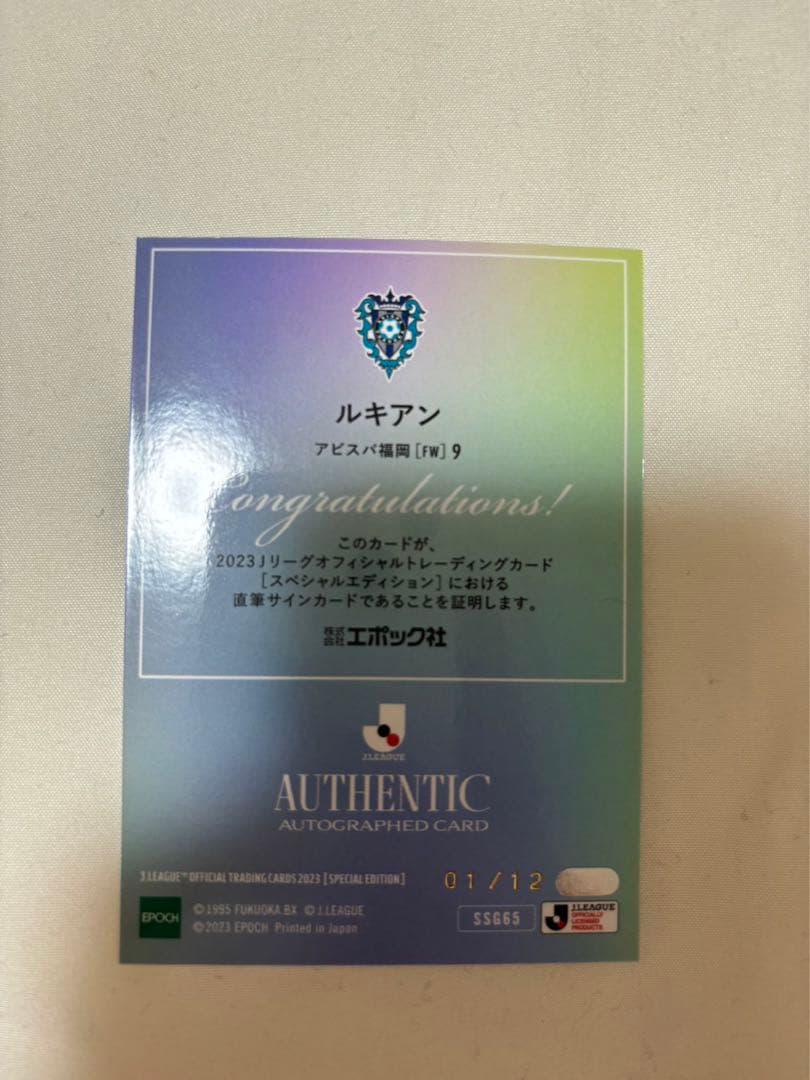 ルキアン
アビスパ福岡［FW］9
Congratulations!
このカードが、
2023Jリーグオフィシャルトレーディングカード
［スペシャルエディション］における
直筆サインカードであることを証明します。
株式会社エポック社
J.LEAGUE
AUTHENTIC
AUTOGRAPHED CARD
J.LEAGUE™ OFFICIAL TRADING CARDS 2023 [SPECIAL EDITION] 01/12
EPOCH ©1995 FUKUOKA.BX ©J.LEAGUE
©2023 EPOCH Printed in Japan
SSG65
J.LEAGUE
OFFICIALLY
LICENSED
PRODUCTS